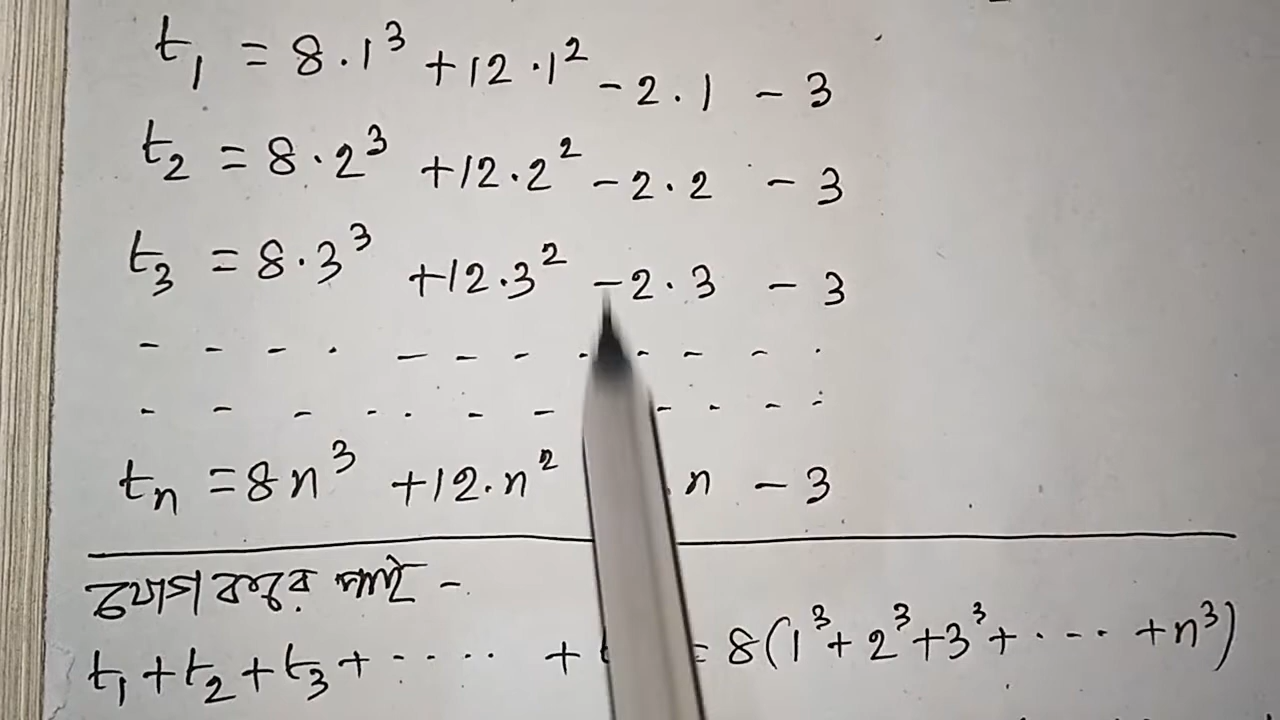 t₁ = 8·1³ + 12·1² - 2·1 - 3
t₂ = 8·2³ + 12·2² - 2·2 - 3
t₃ = 8·3³ + 12·3² - 2·3 - 3
- - - · - - - · - - - ·
- - - · · - - - - - -
tₙ = 8n³ + 12·n² · n - 3
যোগ করে পাই -
t₁ + t₂ + t₃ + ····· + t = 8(1³ + 2³ + 3³ + ···· + n³)